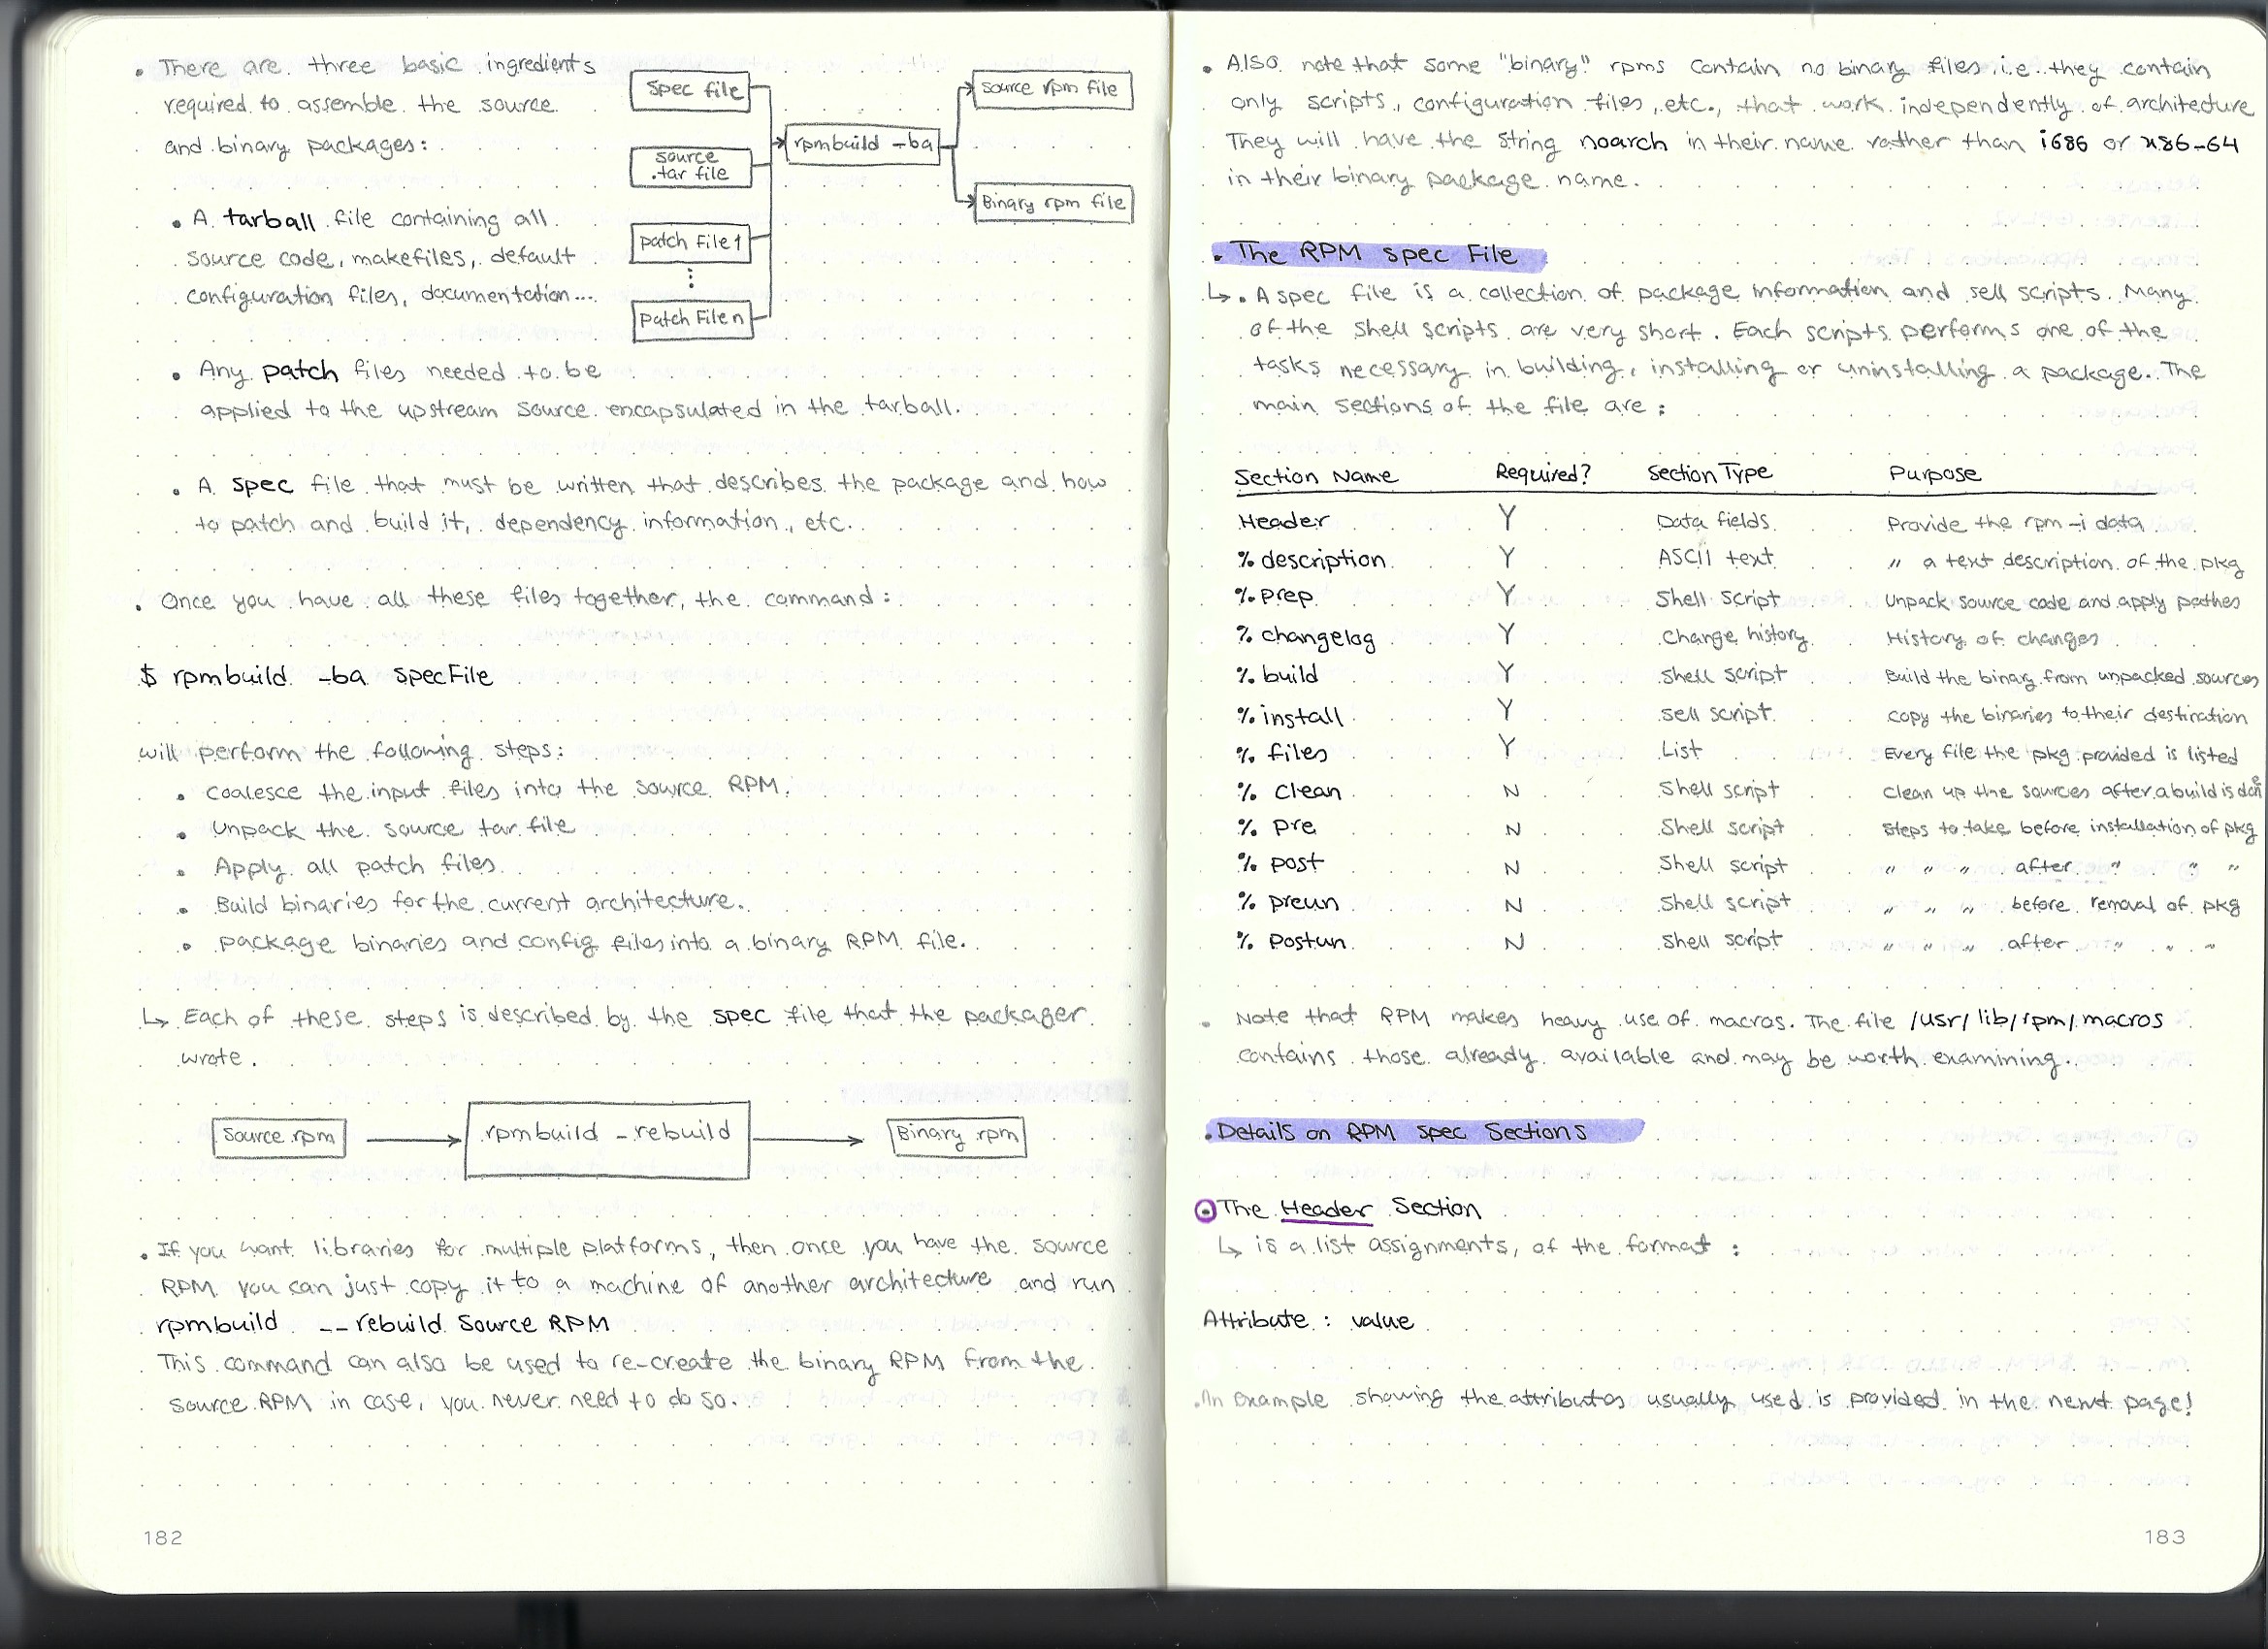 . There are three basic ingredients
required to assemble the source
and binary packages:
• A tarball file containing all
source code, makefiles, default
configuration files, documentation...
• Any patch files needed to be
applied to the upstream source encapsulated in the tarball.
Spec file
source
.tar file
patch File 1
patch File n
rpmbuild -ba
source rpm file
Binary rpm file
• A spec file that must be written that describes the package and how
to patch and build it, dependency information, etc.
. Once you have all these files together, the command:
$ rpmbuild -ba specFile
will perform the following steps:
• coalesce the input files into the source RPM.
• Unpack the source tar file
• Apply all patch files.
• Build binaries for the current architecture.
• package binaries and config files into a binary RPM file.
↳ Each of these steps is described by the spec file that the packager
wrote.
Source rpm
rpmbuild -rebuild
Binary rpm
. If you want libraries for multiple platforms, then once you have the source
RPM you can just copy it to a machine of another architecture and run
rpmbuild --rebuild Source RPM
This command can also be used to re-create the binary RPM from the
source RPM in case, you never need to do so.
182
. Also note that some "binary" rpms contain no binary files i.e. they contain
only scripts, configuration files, etc., that work independently of architecture
They will have the string noarch in their name rather than i686 or x86-64
in their binary package name.
. The RPM spec File
↳ . A spec file is a collection of package information and sell scripts. Many
of the shell scripts are very short. Each scripts performs one of the
tasks necessary in building, installing or uninstalling a package. The
main sections of the file are:
Section Name Required? Section Type Purpose
Header Y Data fields Provide the rpm -i data
% description Y ASCII text " a text description of the pkg
% prep Y Shell script Unpack source code and apply pathes
% changelog Y Change history History of changes
% build Y Shell script Build the binary from unpacked sources
% install Y sell script copy the binaries to their destination
% files Y List Every file the pkg provided is listed
% clean N Shell script Clean up the sources after a build is done
% pre N Shell script Steps to take before installation of pkg
% post N Shell script " " " after " " "
% preun N Shell script " " " before removal of pkg
% postun N Shell script " " " after " " "
. Note that RPM makes heavy use of macros. The file /usr/lib/rpm/macros
contains those already available and may be worth examining.
. Details on RPM spec Sections
The Header Section
↳ is a list assignments, of the format :
Attribute : value
. An example showing the attributes usually used is provided in the next page!
183